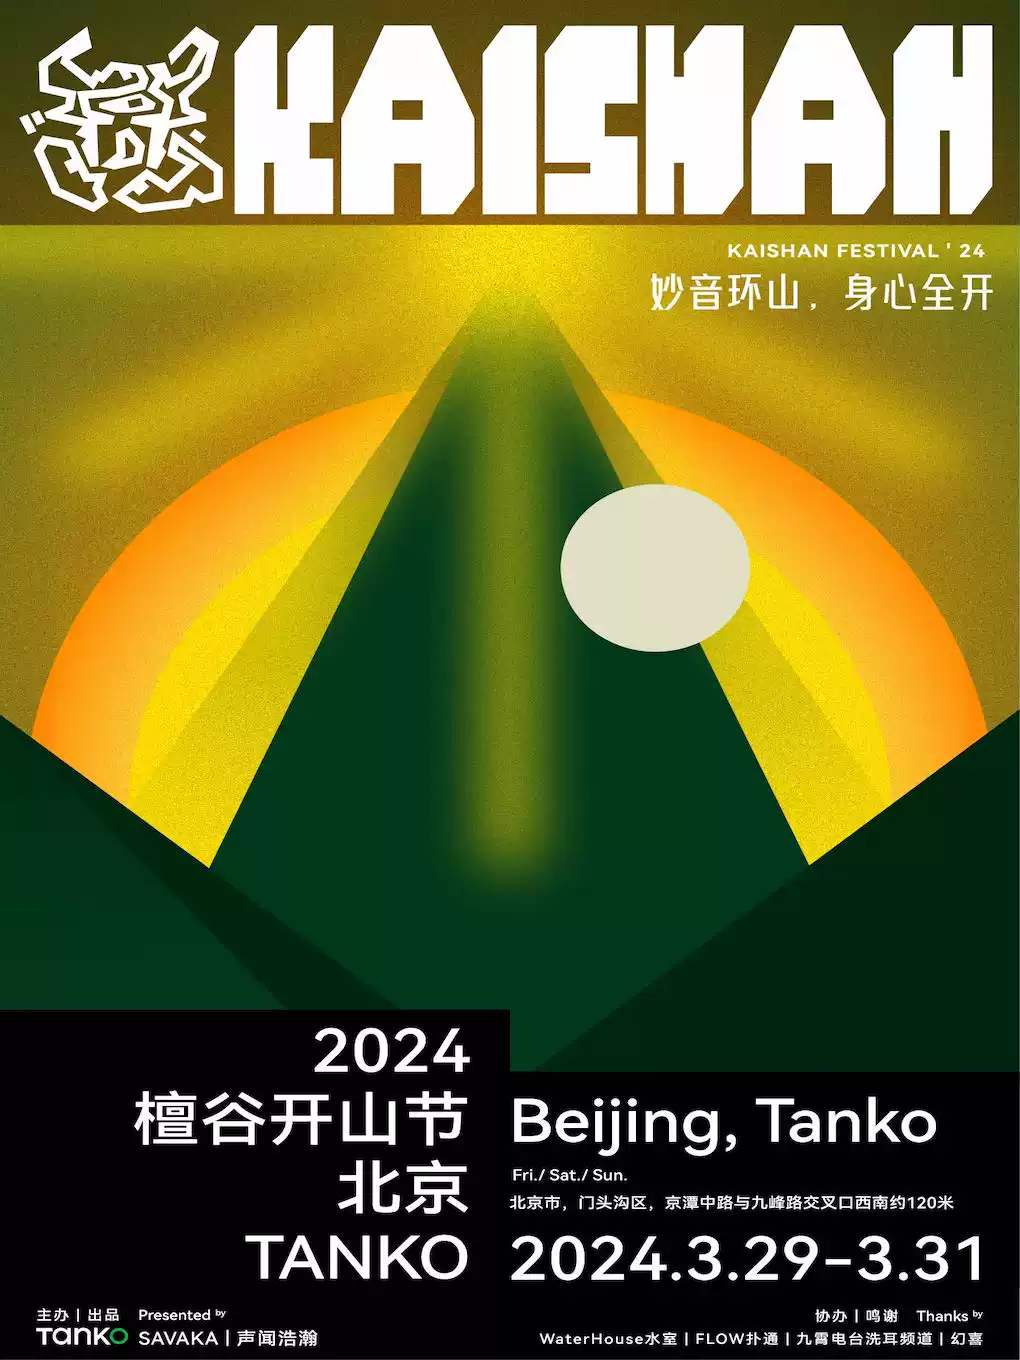 KAISHAN
KAISHAN FESTIVAL ' 24
妙音环山，身心全开
2024
檀谷开山节
北京
TANKO
Beijing, Tanko
Fri./ Sat./ Sun.
北京市，门头沟区，京潭中路与九峰路交叉口西南约120米
2024.3.29-3.31
主办 | 出品 Presented by
Tanko SAVAKA | 声闻浩瀚
协办 | 鸣谢 Thanks by
WaterHouse水室 | FLOW扑通 | 九霄电台洗耳频道 | 幻喜